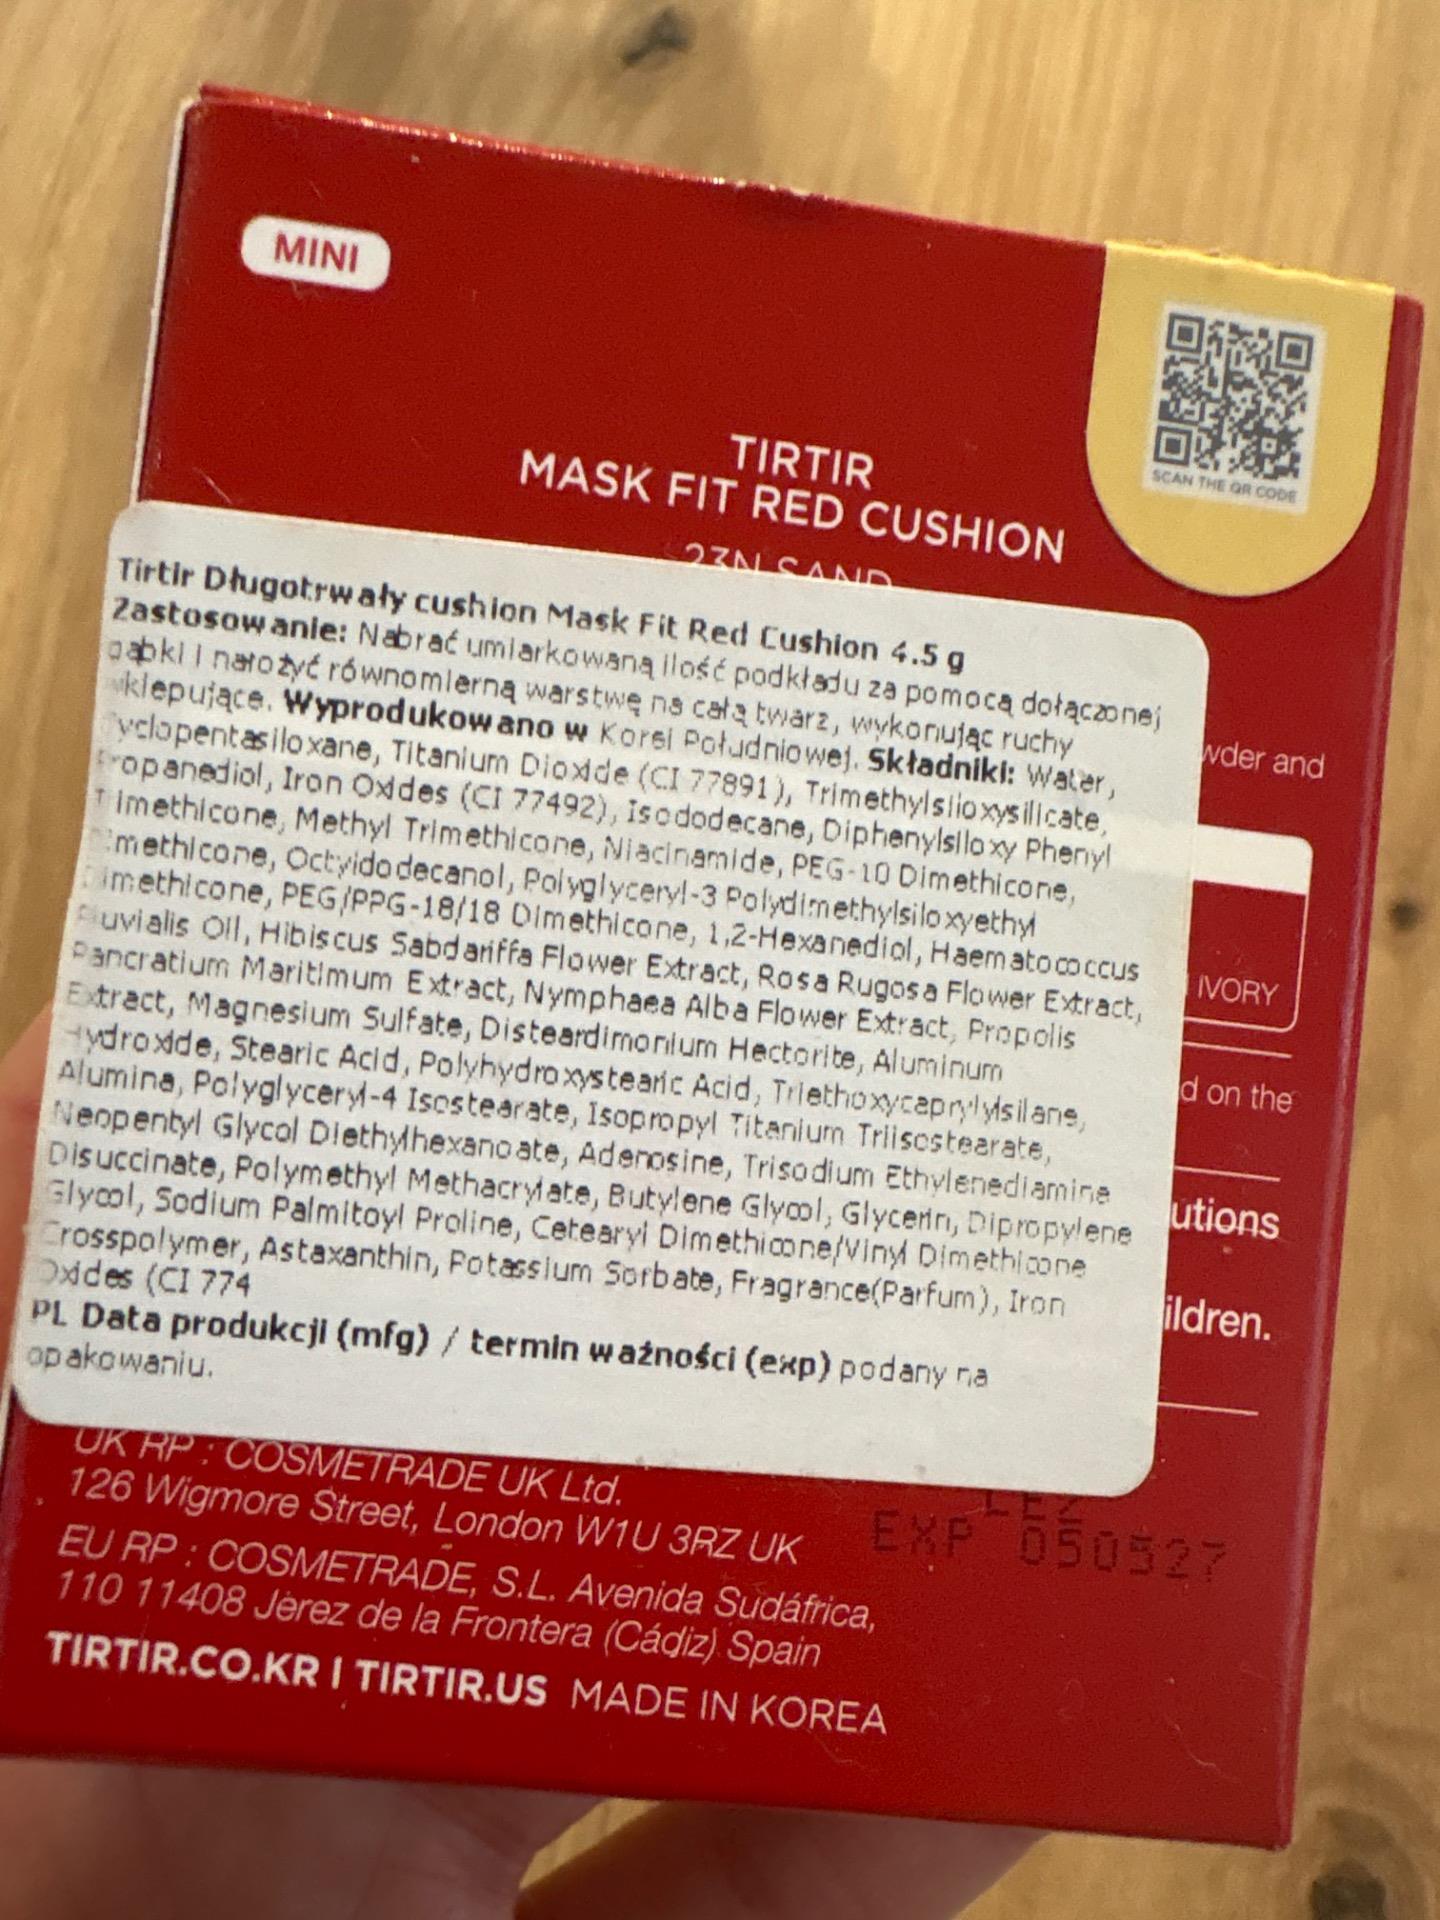 MINI
SCAN THE QR CODE
TIRTIR
MASK FIT RED CUSHION
23N SAND
Tirtir Długotrwały cushion Mask Fit Red Cushion 4.5 g
Zastosowanie: Nabrać umiarkowaną ilość podkładu za pomocą dołączonej
gąbki i nałożyć równomierną warstwę na całą twarz, wykonując ruchy
wklepujące. Wyprodukowano w Korei Południowej. Składniki: Water,
Cyclopentasiloxane, Titanium Dioxide (CI 77891), Trimethylsiloxysilicate,
Propanediol, Iron Oxides (CI 77492), Isododecane, Diphenylsiloxy Phenyl
Trimethicone, Methyl Trimethicone, Niacinamide, PEG-10 Dimethicone,
Dimethicone, Octyldodecanol, Polyglyceryl-3 Polydimethylsiloxyethyl
Dimethicone, PEG/PPG-18/18 Dimethicone, 1,2-Hexanediol, Haematococcus
Pluvialis Oil, Hibiscus Sabdariffa Flower Extract, Rosa Rugosa Flower Extract,
Pancratium Maritimum Extract, Nymphaea Alba Flower Extract, Propolis
Extract, Magnesium Sulfate, Disteardimonium Hectorite, Aluminum
Hydroxide, Stearic Acid, Polyhydroxystearic Acid, Triethoxycaprylylsilane,
Alumina, Polyglyceryl-4 Isostearate, Isopropyl Titanium Triisostearate,
Neopentyl Glycol Diethylhexanoate, Adenosine, Trisodium Ethylenediamine
Disuccinate, Polymethyl Methacrylate, Butylene Glycol, Glycerin, Dipropylene
Glycol, Sodium Palmitoyl Proline, Cetearyl Dimethicone/Vinyl Dimethicone
Crosspolymer, Astaxanthin, Potassium Sorbate, Fragrance(Parfum), Iron
Oxides (CI 774
PL Data produkcji (mfg) / termin ważności (exp) podany na
opakowaniu.
wder and
IVORY
d on the
utions
ildren.
UK RP : COSMETRADE UK Ltd.
126 Wigmore Street, London W1U 3RZ UK
EXP 050527
EU RP : COSMETRADE, S.L. Avenida Sudáfrica,
110 11408 Jerez de la Frontera (Cádiz) Spain
TIRTIR.CO.KR | TIRTIR.US MADE IN KOREA